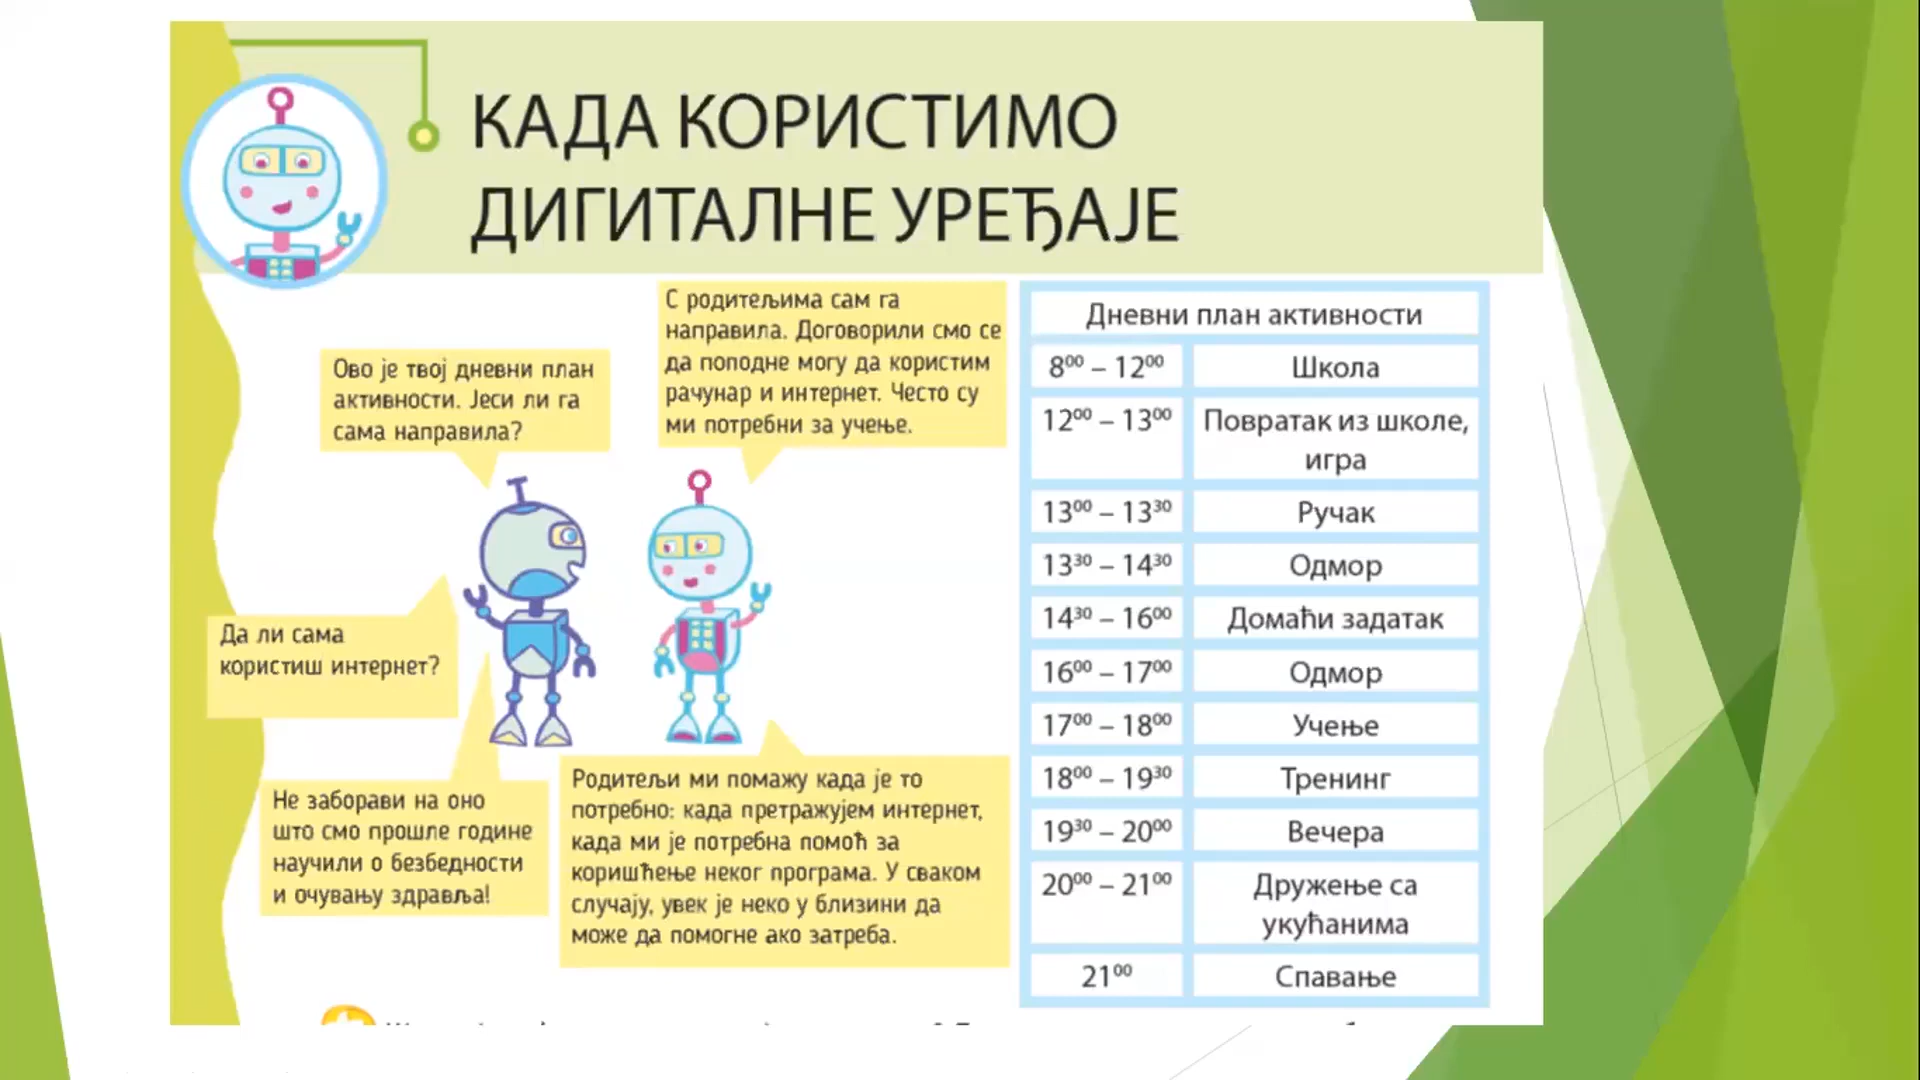 КАДА КОРИСТИМО
ДИГИТАЛНЕ УРЕЂАЈЕ
Ово је твој дневни план
активности. Јеси ли га
сама направила?
С родитељима сам га
направила. Договорили смо се
да поподне могу да користим
рачунар и интернет. Често су
ми потребни за учење.
Да ли сама
користиш интернет?
Родитељи ми помажу када је то
потребно: када претражујем интернет,
када ми је потребна помоћ за
коришћење неког програма. У сваком
случају, увек је неко у близини да
може да помогне ако затреба.
Не заборави на оно
што смо прошле године
научили о безбедности
и очувању здравља!
Дневни план активности
8⁰⁰ – 12⁰⁰ Школа
12⁰⁰ – 13⁰⁰ Повратак из школе,
игра
13⁰⁰ – 13³⁰ Ручак
13³⁰ – 14³⁰ Одмор
14³⁰ – 16⁰⁰ Домаћи задатак
16⁰⁰ – 17⁰⁰ Одмор
17⁰⁰ – 18⁰⁰ Учење
18⁰⁰ – 19³⁰ Тренинг
19³⁰ – 20⁰⁰ Вечера
20⁰⁰ – 21⁰⁰ Дружење са
укућанима
21⁰⁰ Спавање